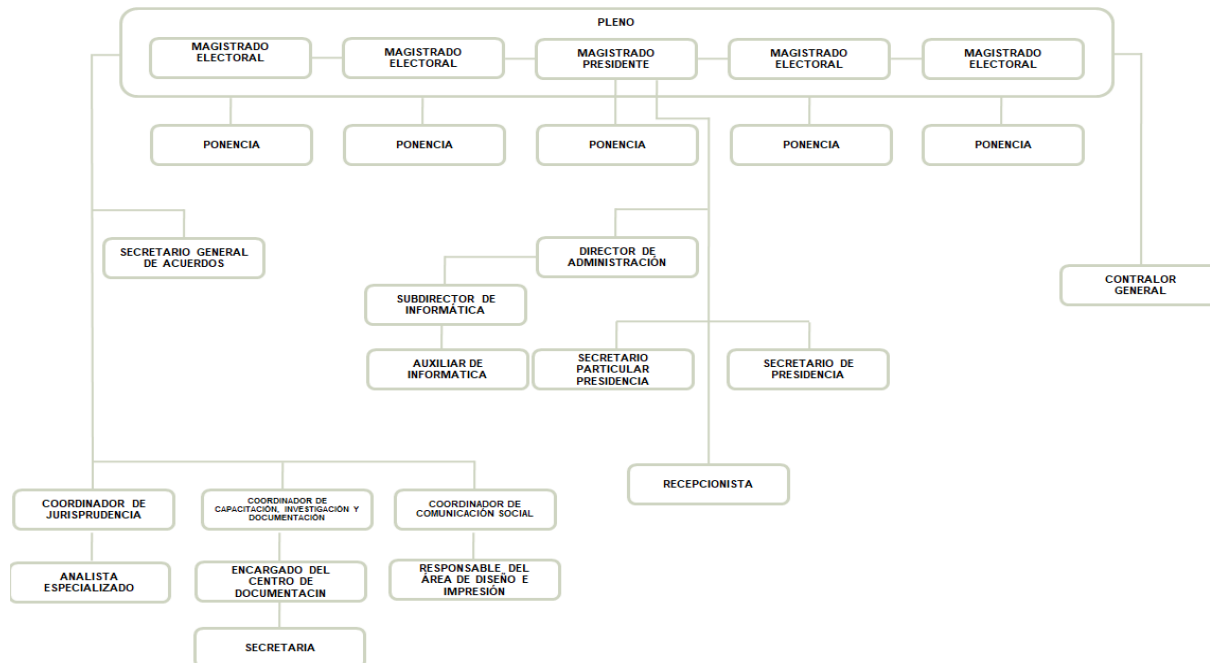 PLENO
MAGISTRADO
ELECTORAL
MAGISTRADO
ELECTORAL
MAGISTRADO
PRESIDENTE
MAGISTRADO
ELECTORAL
MAGISTRADO
ELECTORAL
PONENCIA
PONENCIA
PONENCIA
PONENCIA
PONENCIA
SECRETARIO GENERAL
DE ACUERDOS
DIRECTOR DE
ADMINISTRACIÓN
CONTRALOR
GENERAL
SUBDIRECTOR DE
INFORMÁTICA
AUXILIAR DE
INFORMATICA
SECRETARIO
PARTICULAR
PRESIDENCIA
SECRETARIO DE
PRESIDENCIA
RECEPCIONISTA
COORDINADOR DE
JURISPRUDENCIA
COORDINADOR DE
CAPACITACIÓN, INVESTIGACIÓN Y
DOCUMENTACIÓN
COORDINADOR DE
COMUNICACIÓN SOCIAL
ANALISTA
ESPECIALIZADO
ENCARGADO DEL
CENTRO DE
DOCUMENTACIN
RESPONSABLE DEL
ÁREA DE DISEÑO E
IMPRESIÓN
SECRETARIA